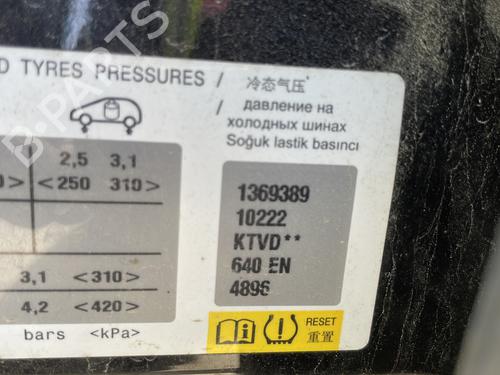 D TYRES PRESSURES /
冷态气压
/ давление на
холодных шинах
Soğuk lastik basıncı
2,5 3,1
0> <250 310>
3,1 <310>
4,2 <420>
bars <kPa>
1369389
10222
KTVD**
640 EN
4896
i RESET
重置
B-PARTS